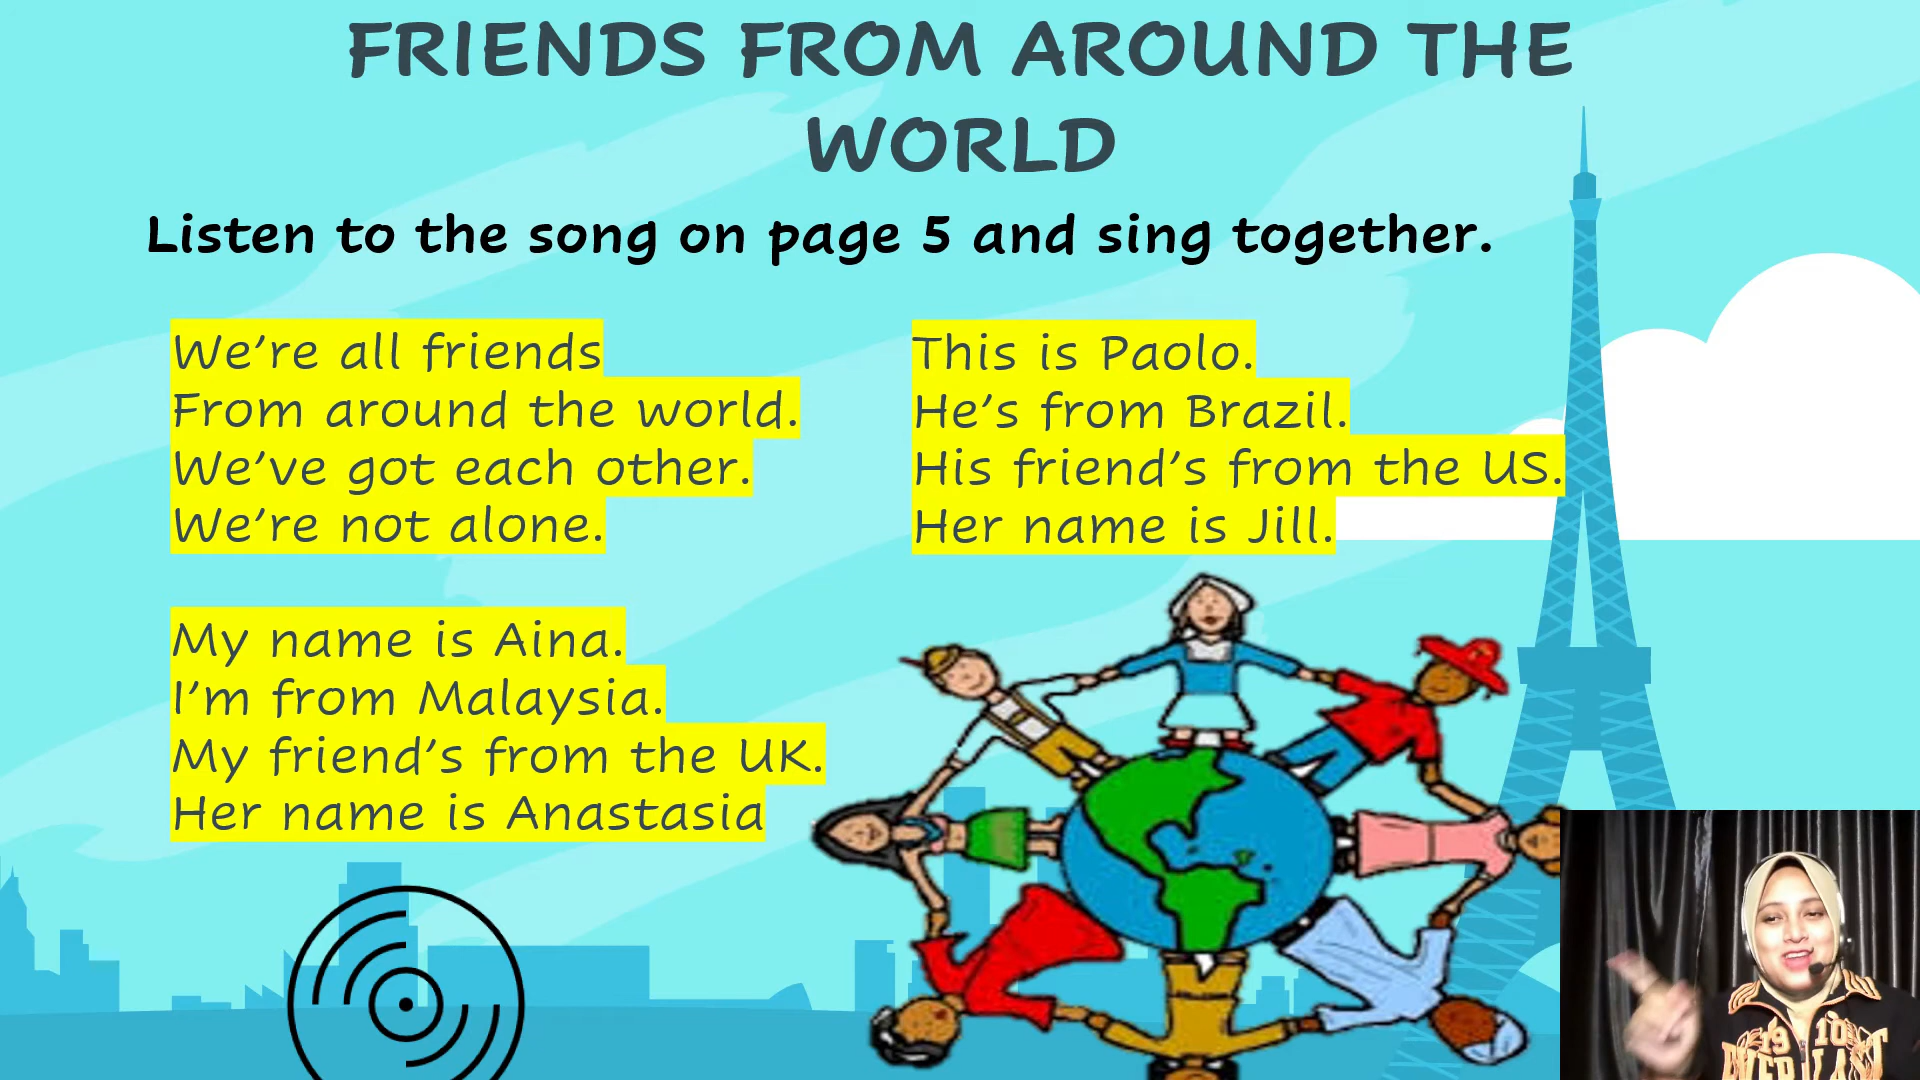 FRIENDS FROM AROUND THE
WORLD
Listen to the song on page 5 and sing together.
We're all friends
From around the world.
We've got each other.
We're not alone.
My name is Aina.
I'm from Malaysia.
My friend's from the UK.
Her name is Anastasia
This is Paolo.
He's from Brazil.
His friend's from the US.
Her name is Jill.
19 10
EVERLAST